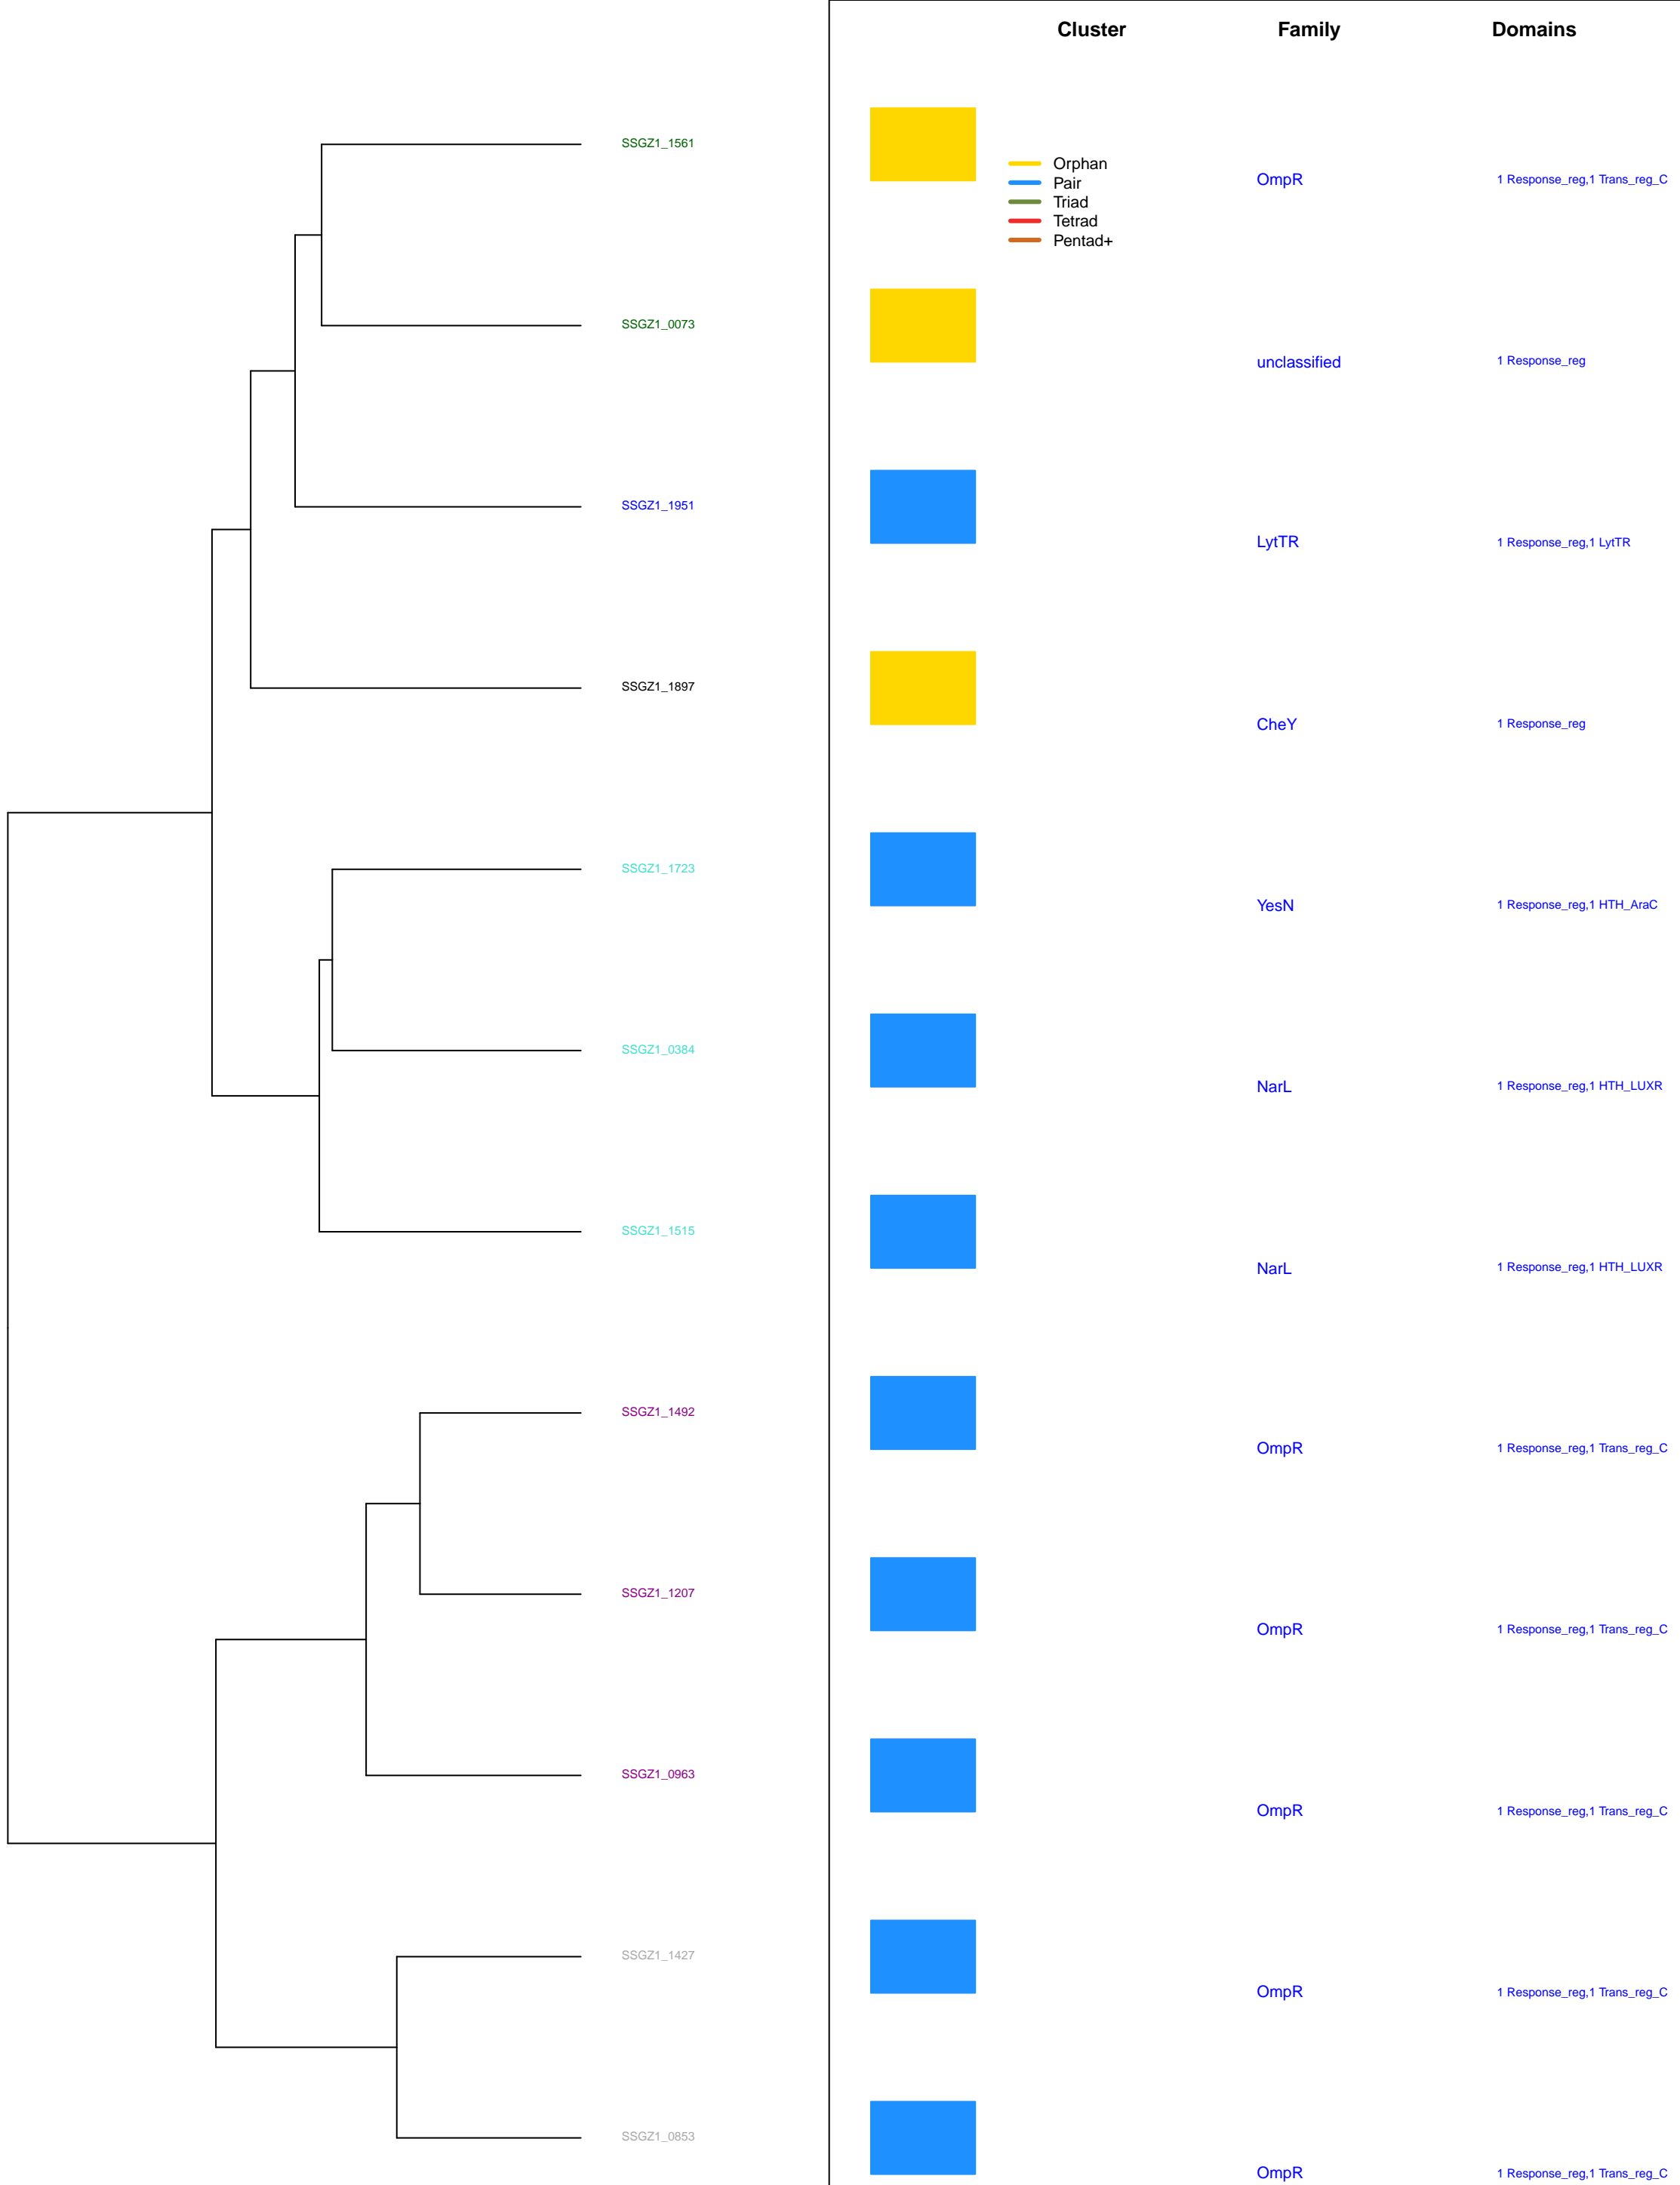 Cluster Family Domains
SSGZ1_1561
Orphan
Pair
Triad
Tetrad
Pentad+
OmpR 1 Response_reg,1 Trans_reg_C
SSGZ1_0073
unclassified 1 Response_reg
SSGZ1_1951
LytTR 1 Response_reg,1 LytTR
SSGZ1_1897
CheY 1 Response_reg
SSGZ1_1723
YesN 1 Response_reg,1 HTH_AraC
SSGZ1_0384
NarL 1 Response_reg,1 HTH_LUXR
SSGZ1_1515
NarL 1 Response_reg,1 HTH_LUXR
SSGZ1_1492
OmpR 1 Response_reg,1 Trans_reg_C
SSGZ1_1207
OmpR 1 Response_reg,1 Trans_reg_C
SSGZ1_0963
OmpR 1 Response_reg,1 Trans_reg_C
SSGZ1_1427
OmpR 1 Response_reg,1 Trans_reg_C
SSGZ1_0853
OmpR 1 Response_reg,1 Trans_reg_C